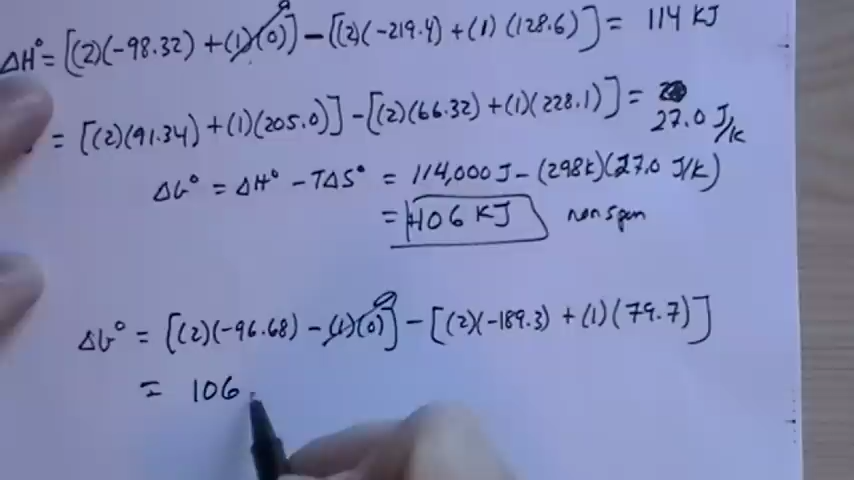 ΔH° = [(2)(-98.32) + (1)(0)] - [(2)(-219.4) + (1)(128.6)] = 114 KJ
= [(2)(91.34) + (1)(205.0)] - [(2)(66.32) + (1)(228.1)] = 27.0 J/K
ΔG° = ΔH° - TΔS° = 114,000 J - (298K)(27.0 J/K)
= 106 KJ nonspon
ΔG° = [(2)(-96.68) - (1)(0)] - [(2)(-189.3) + (1)(79.7)]
= 106